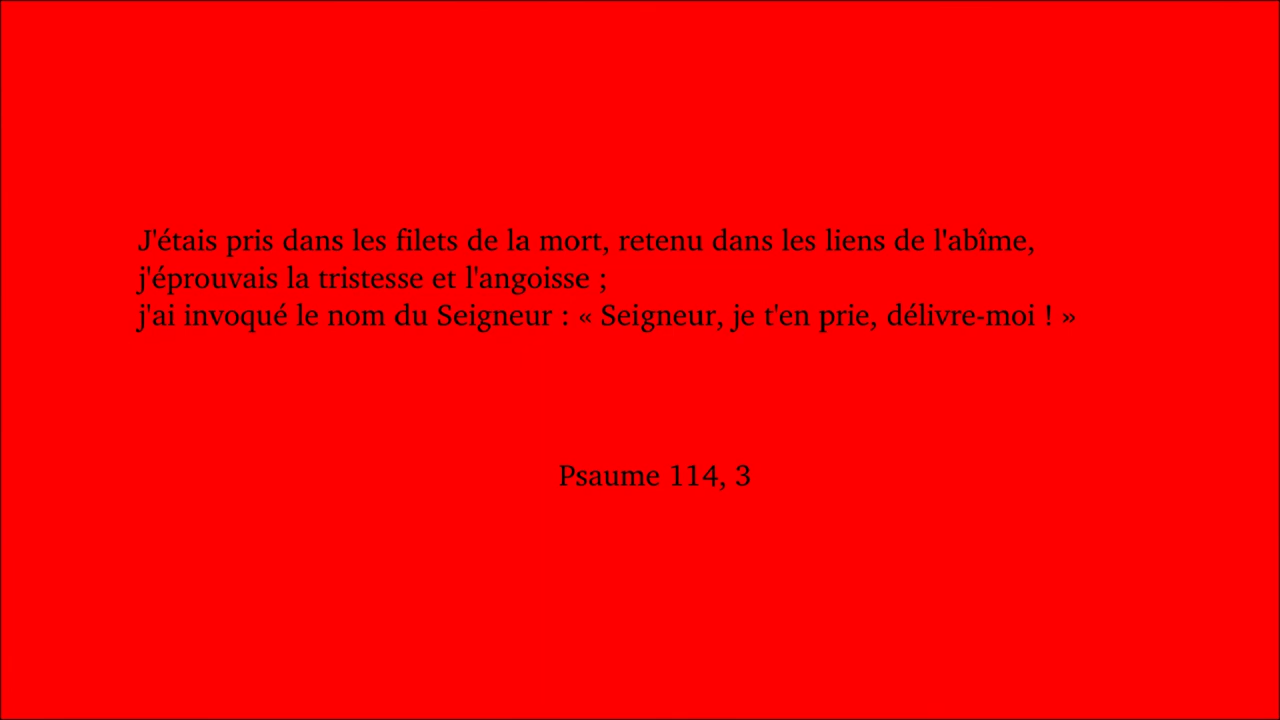 J'étais pris dans les filets de la mort, retenu dans les liens de l'abîme,
j'éprouvais la tristesse et l'angoisse ;
j'ai invoqué le nom du Seigneur : « Seigneur, je t'en prie, délivre-moi ! »
Psaume 114, 3